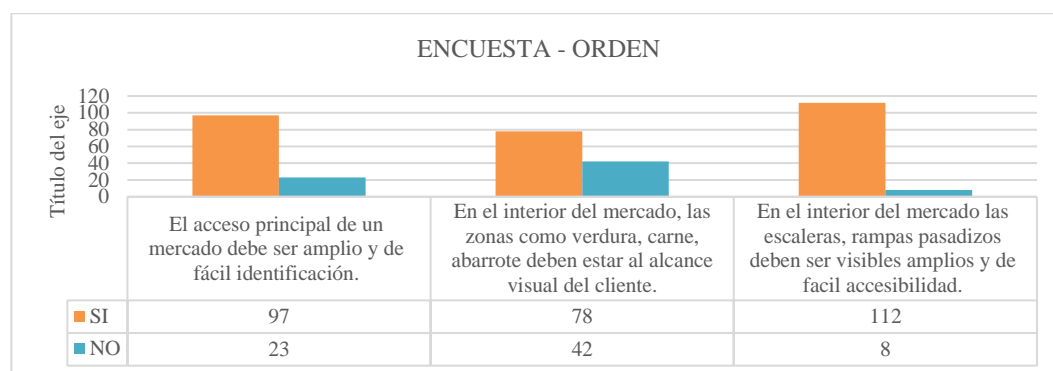 ENCUESTA - ORDEN
Título del eje
120
100
80
60
40
20
0
El acceso principal de un
mercado debe ser amplio y de
fácil identificación.
En el interior del mercado, las
zonas como verdura, carne,
abarrote deben estar al alcance
visual del cliente.
En el interior del mercado las
escaleras, rampas pasadizos
deben ser visibles amplios y de
facil accesibilidad.
SI 97 78 112
NO 23 42 8